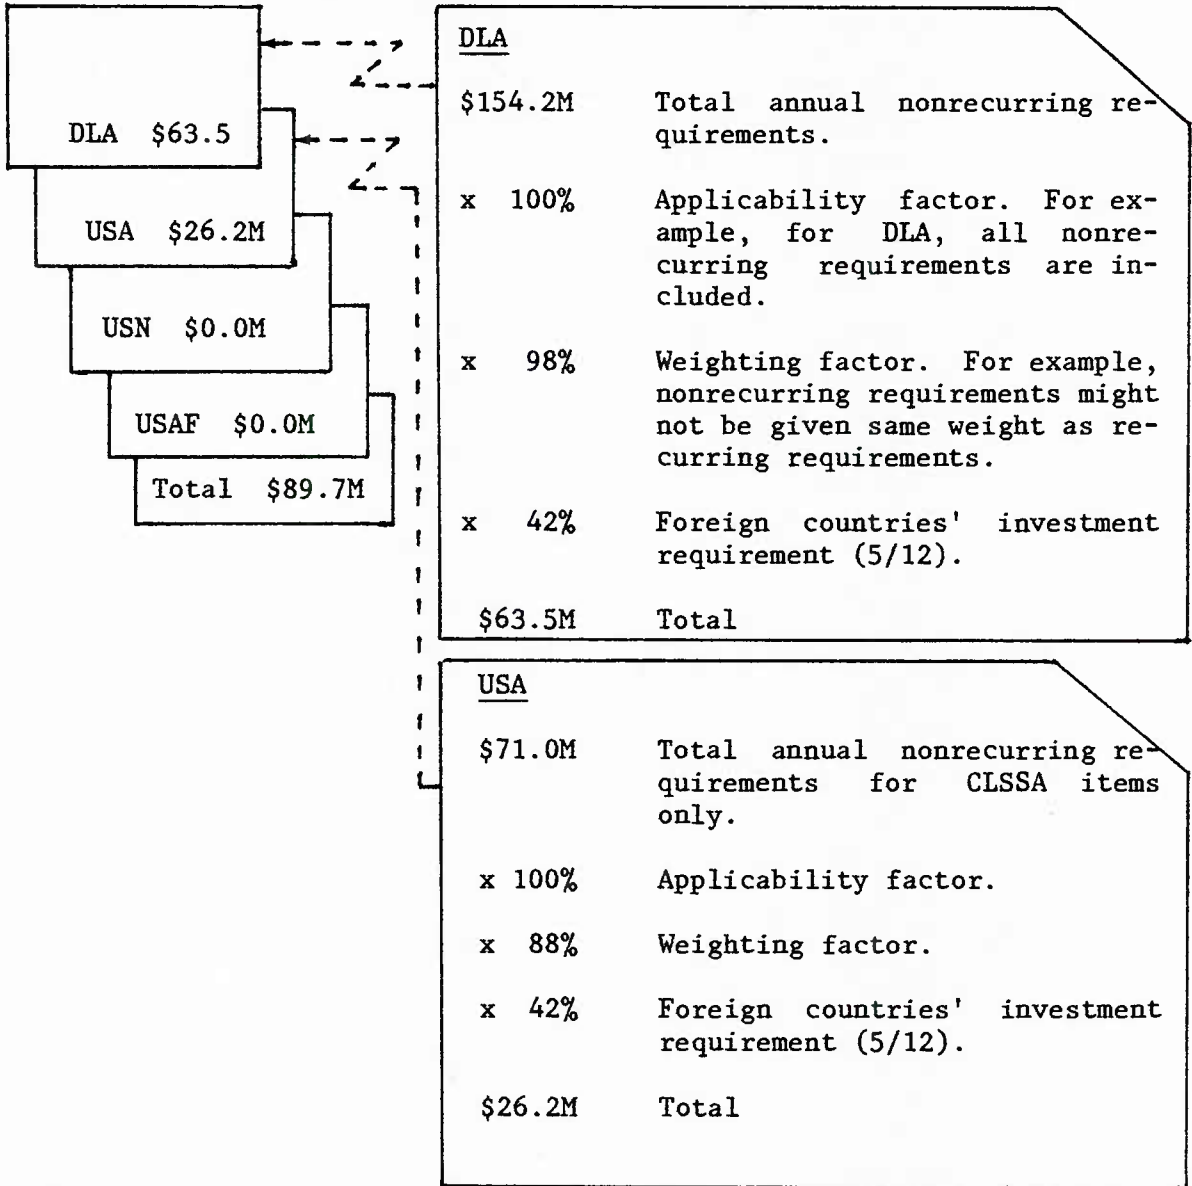 DLA $63.5
USA $26.2M
USN $0.0M
USAF $0.0M
Total $89.7M
DLA
$154.2M Total annual nonrecurring re-
quirements.
x 100% Applicability factor. For ex-
ample, for DLA, all nonre-
curring requirements are in-
cluded.
x 98% Weighting factor. For example,
nonrecurring requirements might
not be given same weight as re-
curring requirements.
x 42% Foreign countries' investment
requirement (5/12).
$63.5M Total
USA
$71.0M Total annual nonrecurring re-
quirements for CLSSA items
only.
x 100% Applicability factor.
x 88% Weighting factor.
x 42% Foreign countries' investment
requirement (5/12).
$26.2M Total